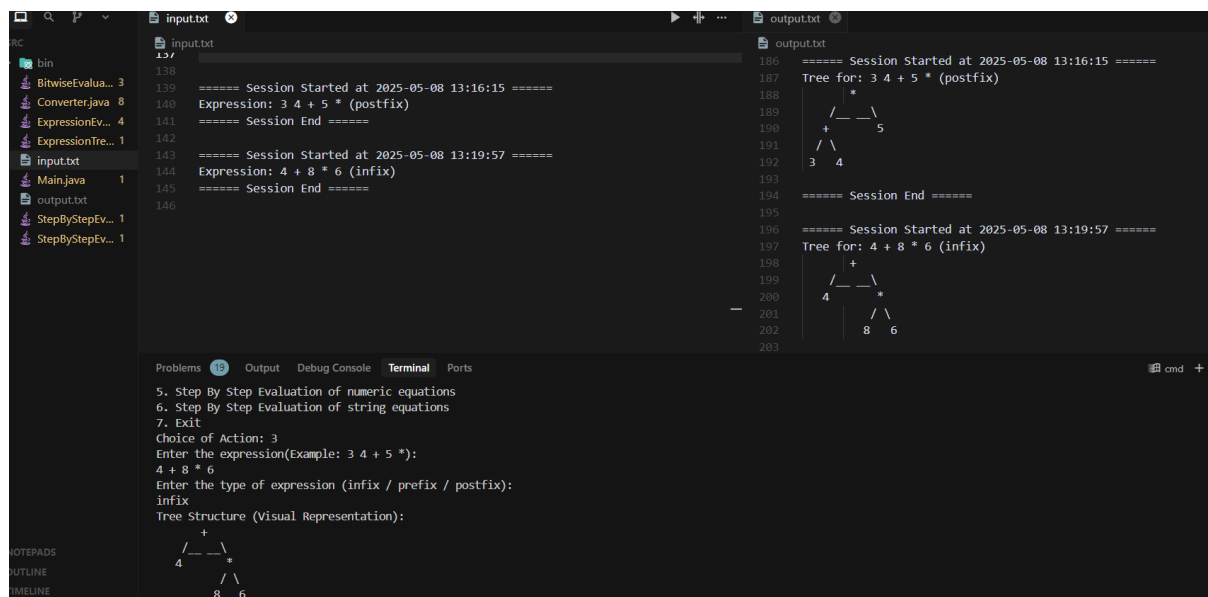 input.txt
output.txt
SRC
bin
BitwiseEvalua... 3
Converter.java 8
ExpressionEv... 4
ExpressionTre... 1
input.txt
Main.java 1
output.txt
StepByStepEv... 1
StepByStepEv... 1
NOTEPADS
OUTLINE
TIMELINE
input.txt
137
138
139 ====== Session Started at 2025-05-08 13:16:15 ======
140 Expression: 3 4 + 5 * (postfix)
141 ====== Session End ======
142
143 ====== Session Started at 2025-05-08 13:19:57 ======
144 Expression: 4 + 8 * 6 (infix)
145 ====== Session End ======
146
output.txt
186 ====== Session Started at 2025-05-08 13:16:15 ======
187 Tree for: 3 4 + 5 * (postfix)
188 *
189 /__ __\
190 + 5
191 / \
192 3 4
193
194 ====== Session End ======
195
196 ====== Session Started at 2025-05-08 13:19:57 ======
197 Tree for: 4 + 8 * 6 (infix)
198 +
199 /__ __\
200 4 *
201 / \
202 8 6
203
Problems 19 Output Debug Console Terminal Ports
cmd
5. Step By Step Evaluation of numeric equations
6. Step By Step Evaluation of string equations
7. Exit
Choice of Action: 3
Enter the expression(Example: 3 4 + 5 *):
4 + 8 * 6
Enter the type of expression (infix / prefix / postfix):
infix
Tree Structure (Visual Representation):
+
/__ __\
4 *
/ \
8 6